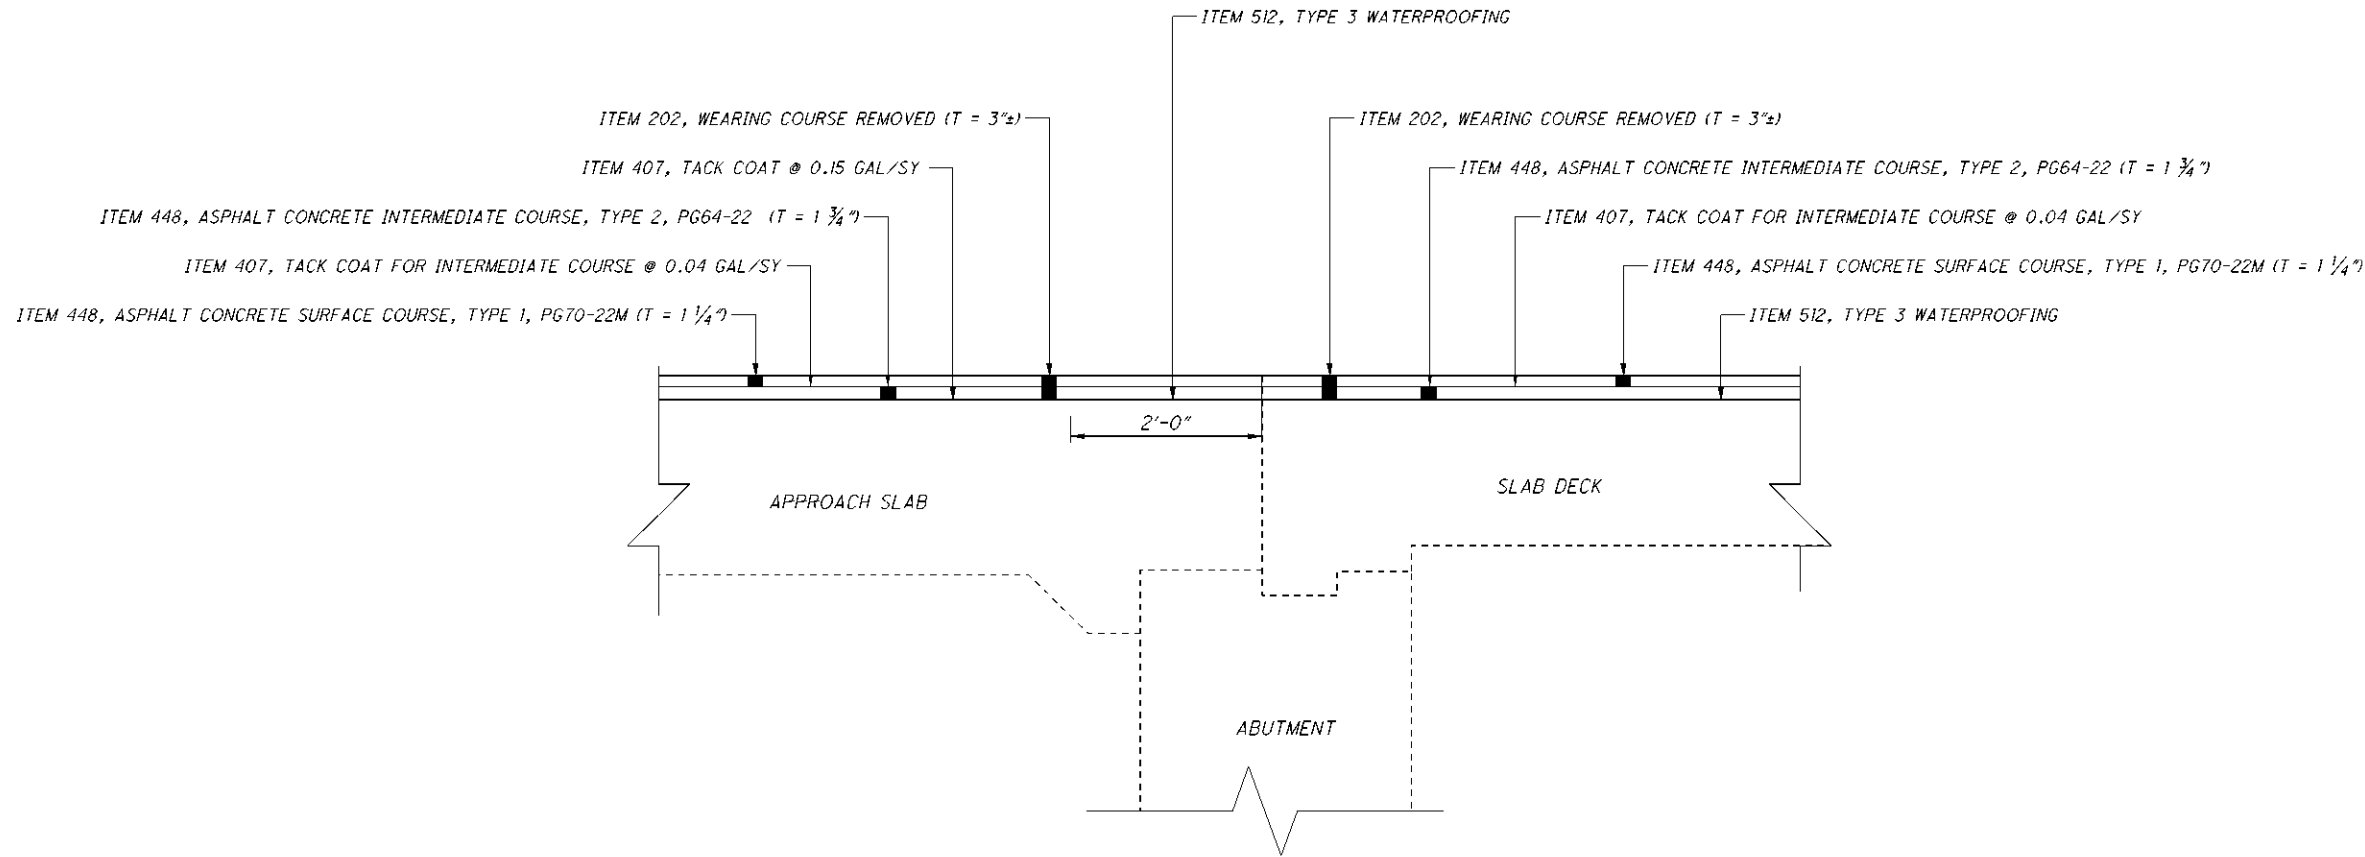 ITEM 512, TYPE 3 WATERPROOFING
ITEM 202, WEARING COURSE REMOVED (T = 3"±)
ITEM 202, WEARING COURSE REMOVED (T = 3"±)
ITEM 407, TACK COAT @ 0.15 GAL/SY
ITEM 448, ASPHALT CONCRETE INTERMEDIATE COURSE, TYPE 2, PG64-22 (T = 1 3/4")
ITEM 448, ASPHALT CONCRETE INTERMEDIATE COURSE, TYPE 2, PG64-22 (T = 1 3/4")
ITEM 407, TACK COAT FOR INTERMEDIATE COURSE @ 0.04 GAL/SY
ITEM 407, TACK COAT FOR INTERMEDIATE COURSE @ 0.04 GAL/SY
ITEM 448, ASPHALT CONCRETE SURFACE COURSE, TYPE 1, PG70-22M (T = 1 1/4")
ITEM 448, ASPHALT CONCRETE SURFACE COURSE, TYPE 1, PG70-22M (T = 1 1/4")
ITEM 512, TYPE 3 WATERPROOFING
2'-0"
APPROACH SLAB
SLAB DECK
ABUTMENT